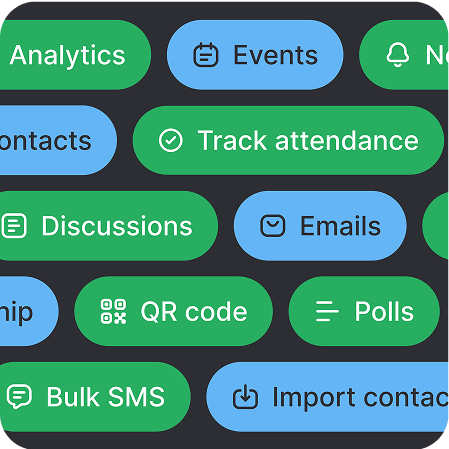 Analytics Events N
ontacts Track attendance
Discussions Emails
hip QR code Polls
Bulk SMS Import contac